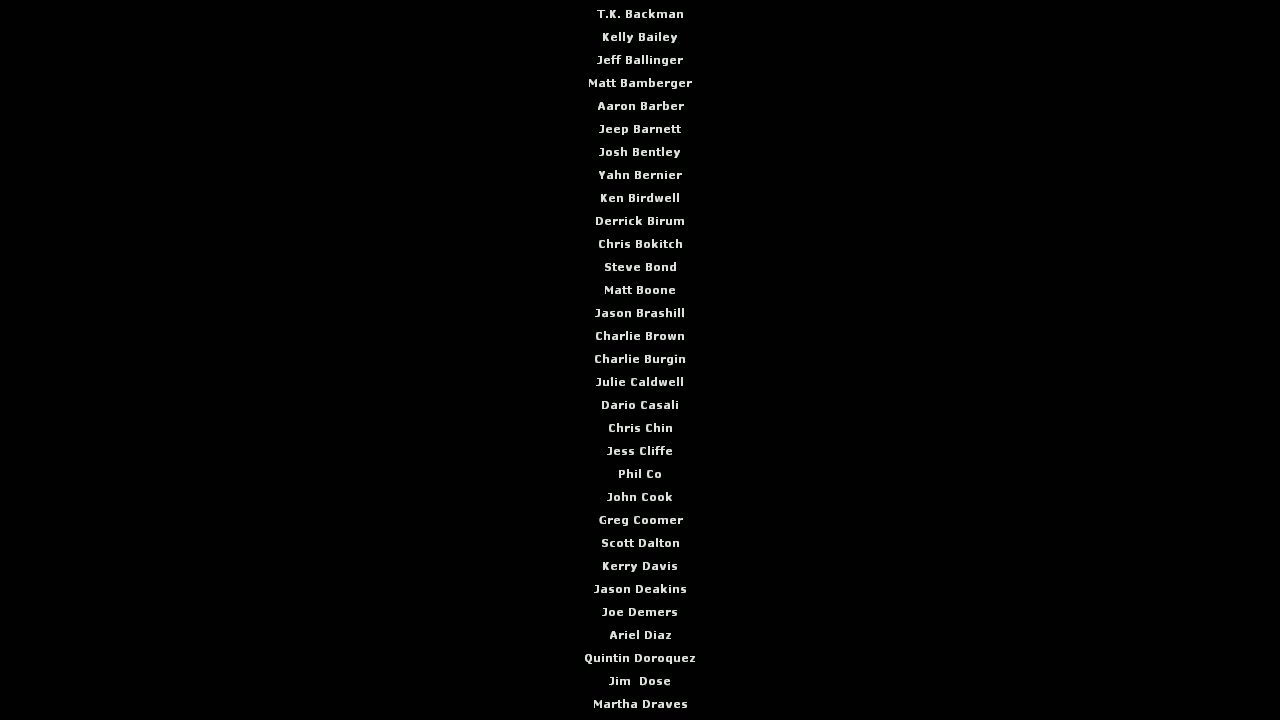 T.K. Backman
Kelly Bailey
Jeff Ballinger
Matt Bamberger
Aaron Barber
Jeep Barnett
Josh Bentley
Yahn Bernier
Ken Birdwell
Derrick Birum
Chris Bokitch
Steve Bond
Matt Boone
Jason Brashill
Charlie Brown
Charlie Burgin
Julie Caldwell
Dario Casali
Chris Chin
Jess Cliffe
Phil Co
John Cook
Greg Coomer
Scott Dalton
Kerry Davis
Jason Deakins
Joe Demers
Ariel Diaz
Quintin Doroquez
Jim  Dose
Martha Draves